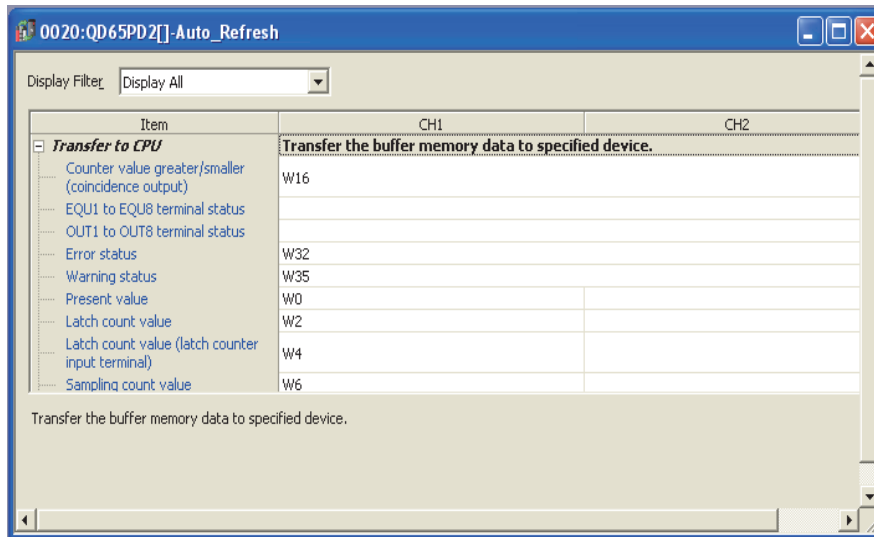 0020:QD65PD2[]-Auto_Refresh
Display Filter Display All
Item CH1 CH2
Transfer to CPU Transfer the buffer memory data to specified device.
Counter value greater/smaller
(coincidence output) W16
EQU1 to EQU8 terminal status
OUT1 to OUT8 terminal status
Error status W32
Warning status W35
Present value W0
Latch count value W2
Latch count value (latch counter
input terminal) W4
Sampling count value W6
Transfer the buffer memory data to specified device.